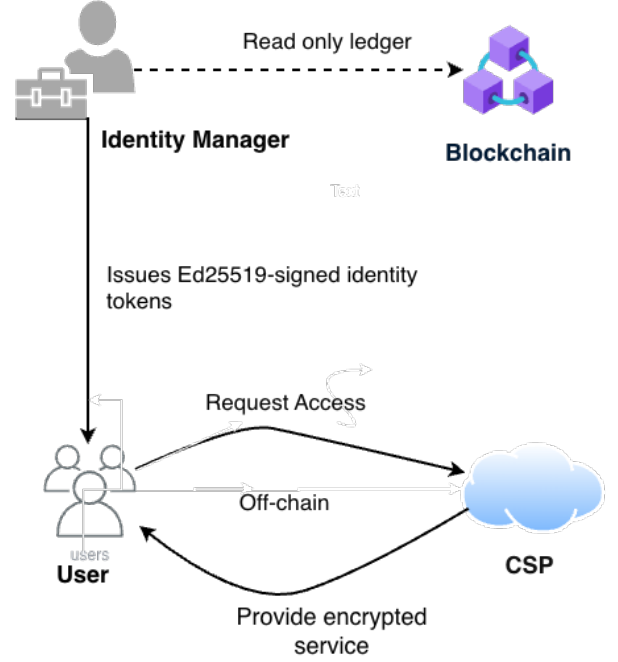 Read only ledger
Identity Manager
Blockchain
Text
Issues Ed25519-signed identity
tokens
Request Access
Off-chain
users
User
CSP
Provide encrypted
service